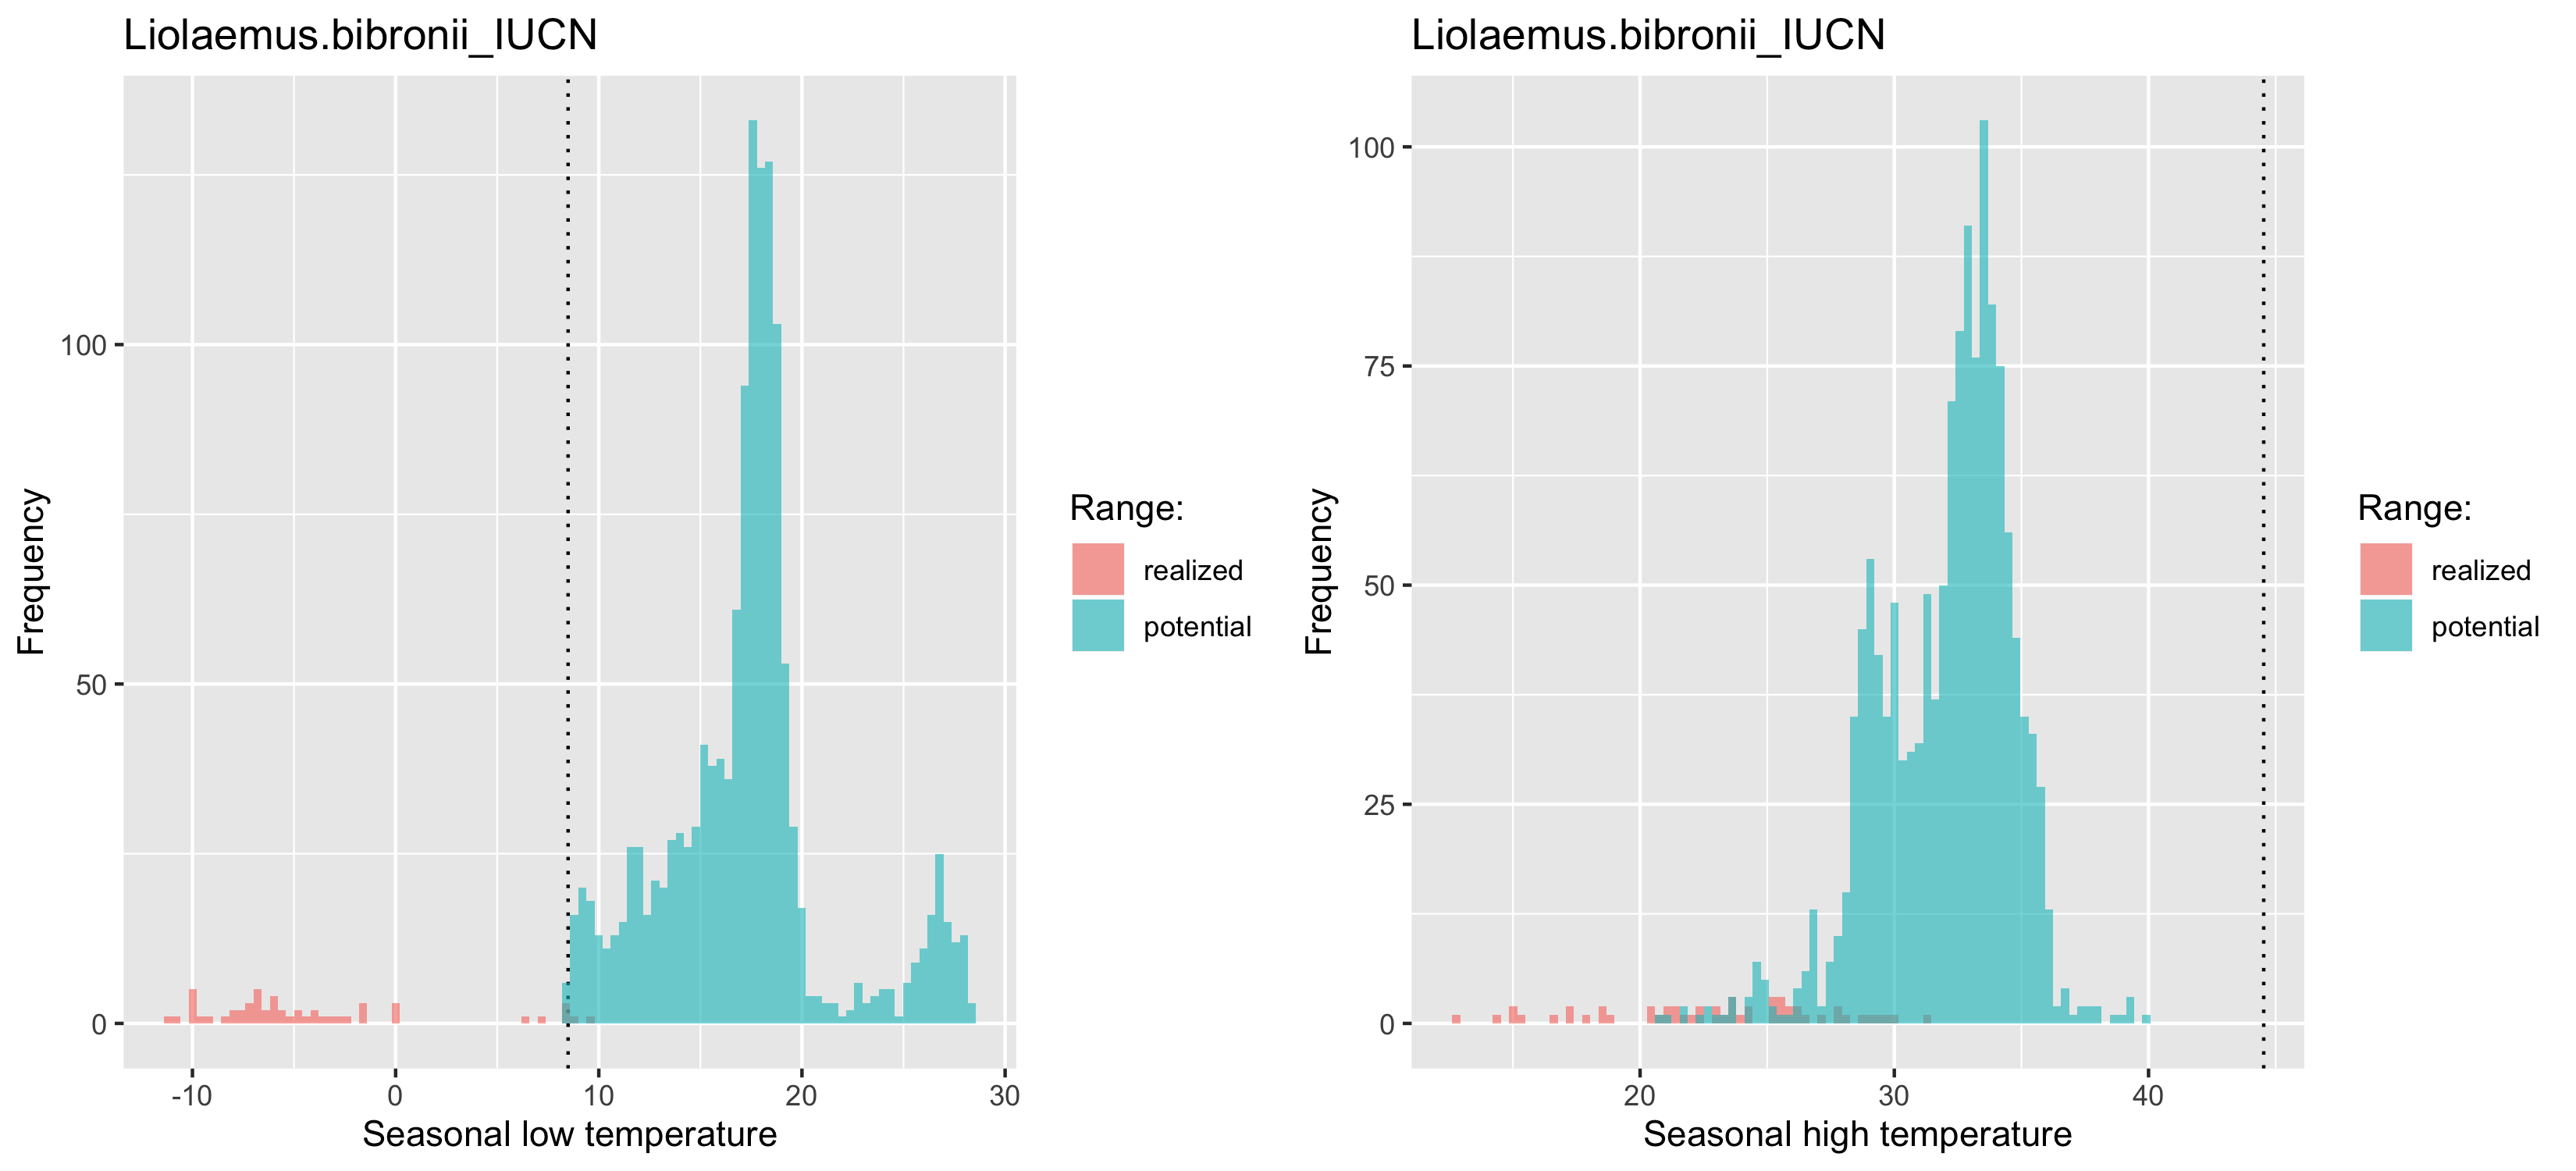 Liolaemus.bibronii_IUCN
Frequency
100
50
0
-10 0 10 20 30
Seasonal low temperature
Range:
realized
potential
Liolaemus.bibronii_IUCN
Frequency
100
75
50
25
0
20 30 40
Seasonal high temperature
Range:
realized
potential